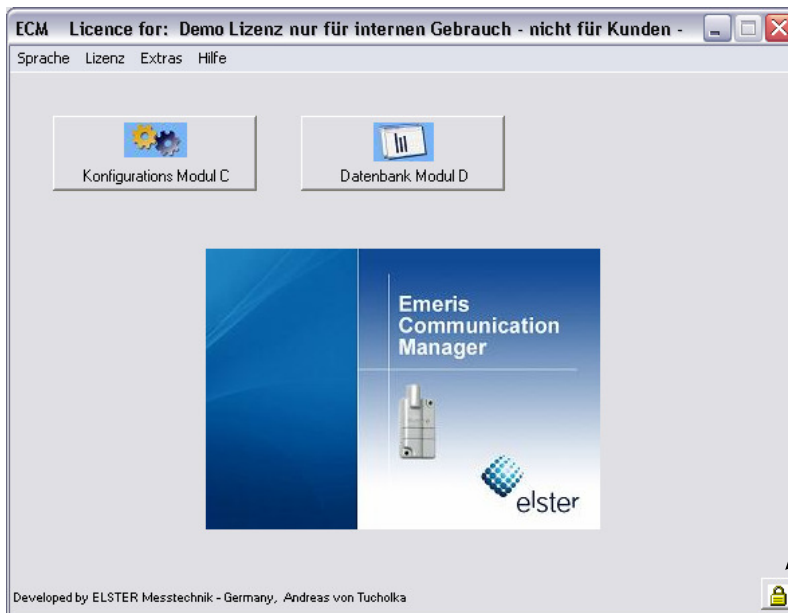 ECM Licence for: Demo Lizenz nur für internen Gebrauch - nicht für Kunden -
Sprache Lizenz Extras Hilfe
Konfigurations Modul C
Datenbank Modul D
Emeris
Communication
Manager
elster
Developed by ELSTER Messtechnik - Germany, Andreas von Tucholka